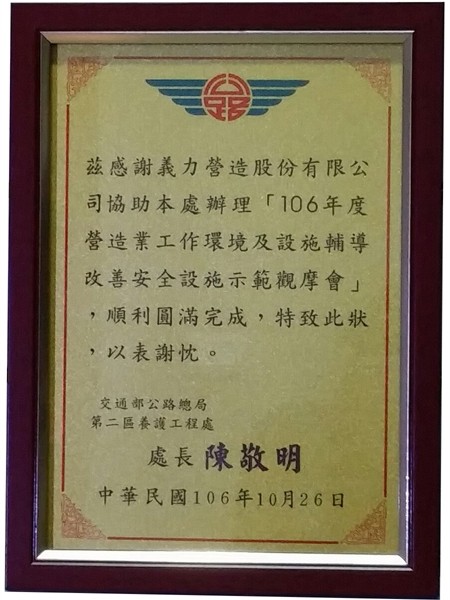 茲感謝義力營造股份有限公
司協助本處辦理「106年度
營造業工作環境及設施輔導
改善安全設施示範觀摩會」
，順利圓滿完成，特致此狀
，以表謝忱。
交通部公路總局
第二區養護工程處
處長 陳敬明
中華民國106年10月26日